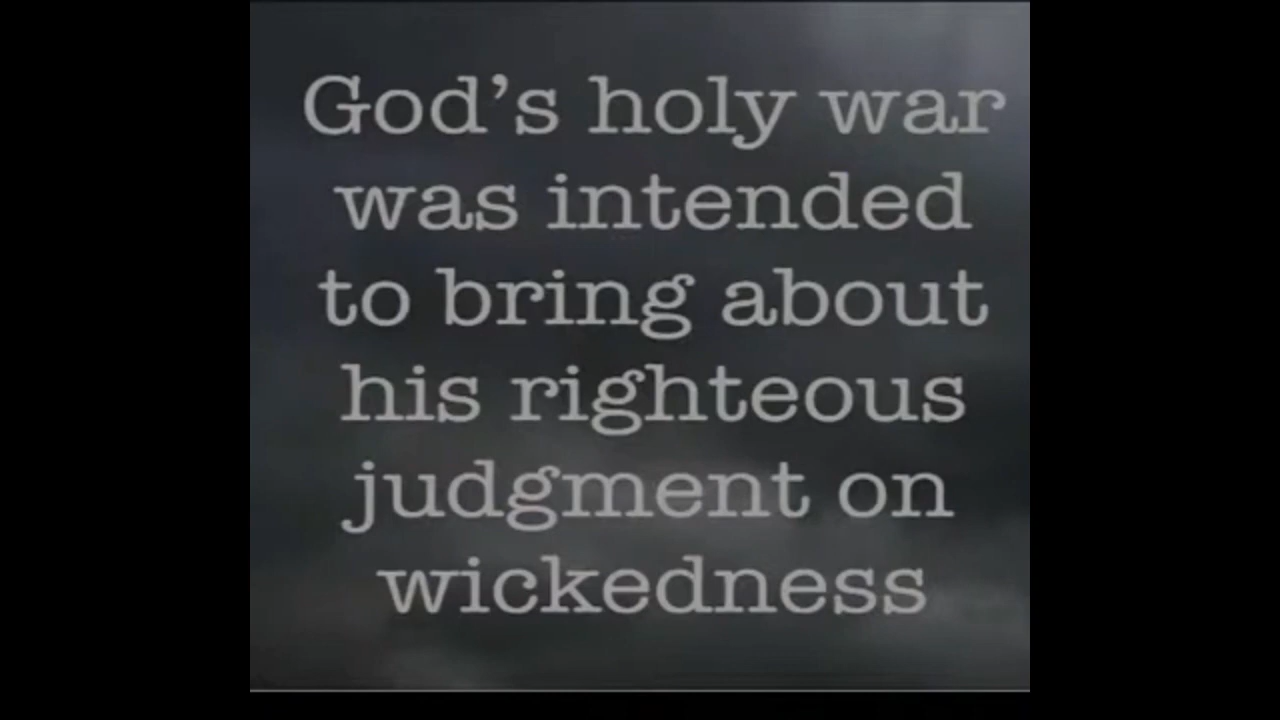 God’s holy war
was intended
to bring about
his righteous
judgment on
wickedness